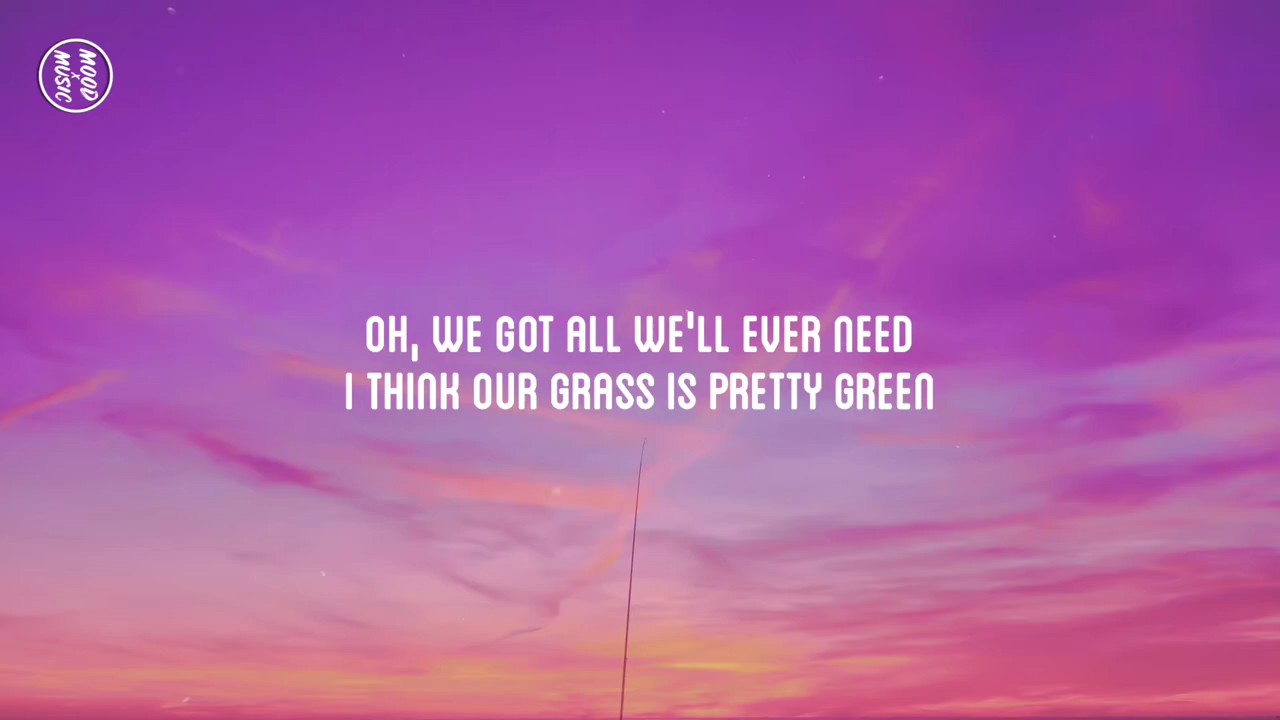 MOOD
x
MUSIC
OH, WE GOT ALL WE'LL EVER NEED
I THINK OUR GRASS IS PRETTY GREEN